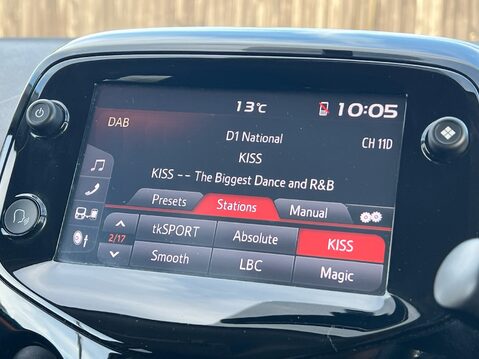 13°C 10:05
DAB
D1 National CH 11D
KISS
KISS -- The Biggest Dance and R&B
Presets Stations Manual
2/17
tkSPORT Absolute KISS
Smooth LBC Magic